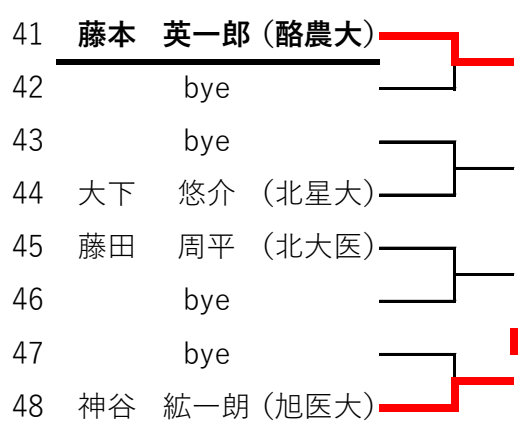 41 藤本 英一郎（酪農大）
42 bye
43 bye
44 大下 悠介 （北星大）
45 藤田 周平 （北大医）
46 bye
47 bye
48 神谷 紘一朗（旭医大）